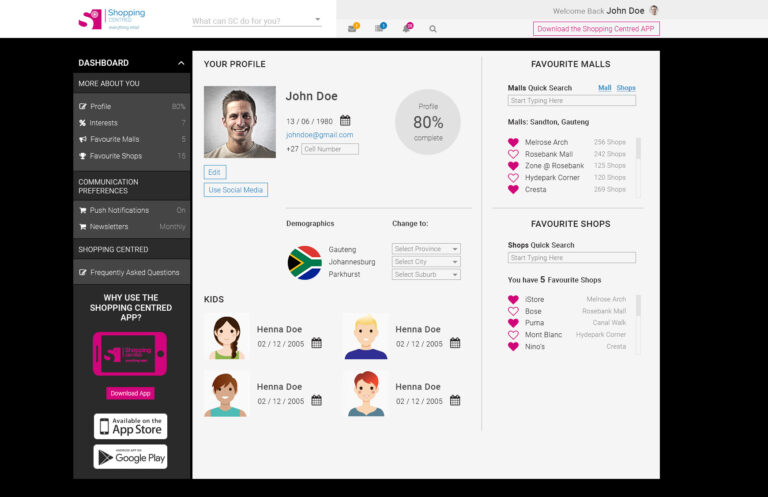 Shopping
CENTRED
everything retail
What can SC do for you?
Welcome Back John Doe
1
1
Download the Shopping Centred APP
DASHBOARD
MORE ABOUT YOU
Profile 80%
Interests 7
Favourite Malls 5
Favourite Shops 15
COMMUNICATION
PREFERENCES
Push Notifications On
Newsletters Monthly
SHOPPING CENTRED
Frequently Asked Questions
WHY USE THE
SHOPPING CENTRED
APP?
Shopping
CENTRED
everything retail
Download App
Available on the
App Store
ANDROID APP ON
Google Play
YOUR PROFILE
John Doe
13 / 06 / 1980
johndoe@gmail.com
+27 Cell Number
Profile
80%
complete
Edit
Use Social Media
Demographics Change to:
Gauteng Select Province
Johannesburg Select City
Parkhurst Select Suburb
KIDS
Henna Doe
02 / 12 / 2005
Henna Doe
02 / 12 / 2005
Henna Doe
02 / 12 / 2005
Henna Doe
02 / 12 / 2005
FAVOURITE MALLS
Malls Quick Search Mall Shops
Start Typing Here
Malls: Sandton, Gauteng
Melrose Arch 256 Shops
Rosebank Mall 242 Shops
Zone @ Rosebank 125 Shops
Hydepark Corner 120 Shops
Cresta 269 Shops
FAVOURITE SHOPS
Shops Quick Search
Start Typing Here
You have 5 Favourite Shops
iStore Melrose Arch
Bose Rosebank Mall
Puma Canal Walk
Mont Blanc Hydepark Corner
Nino's Cresta